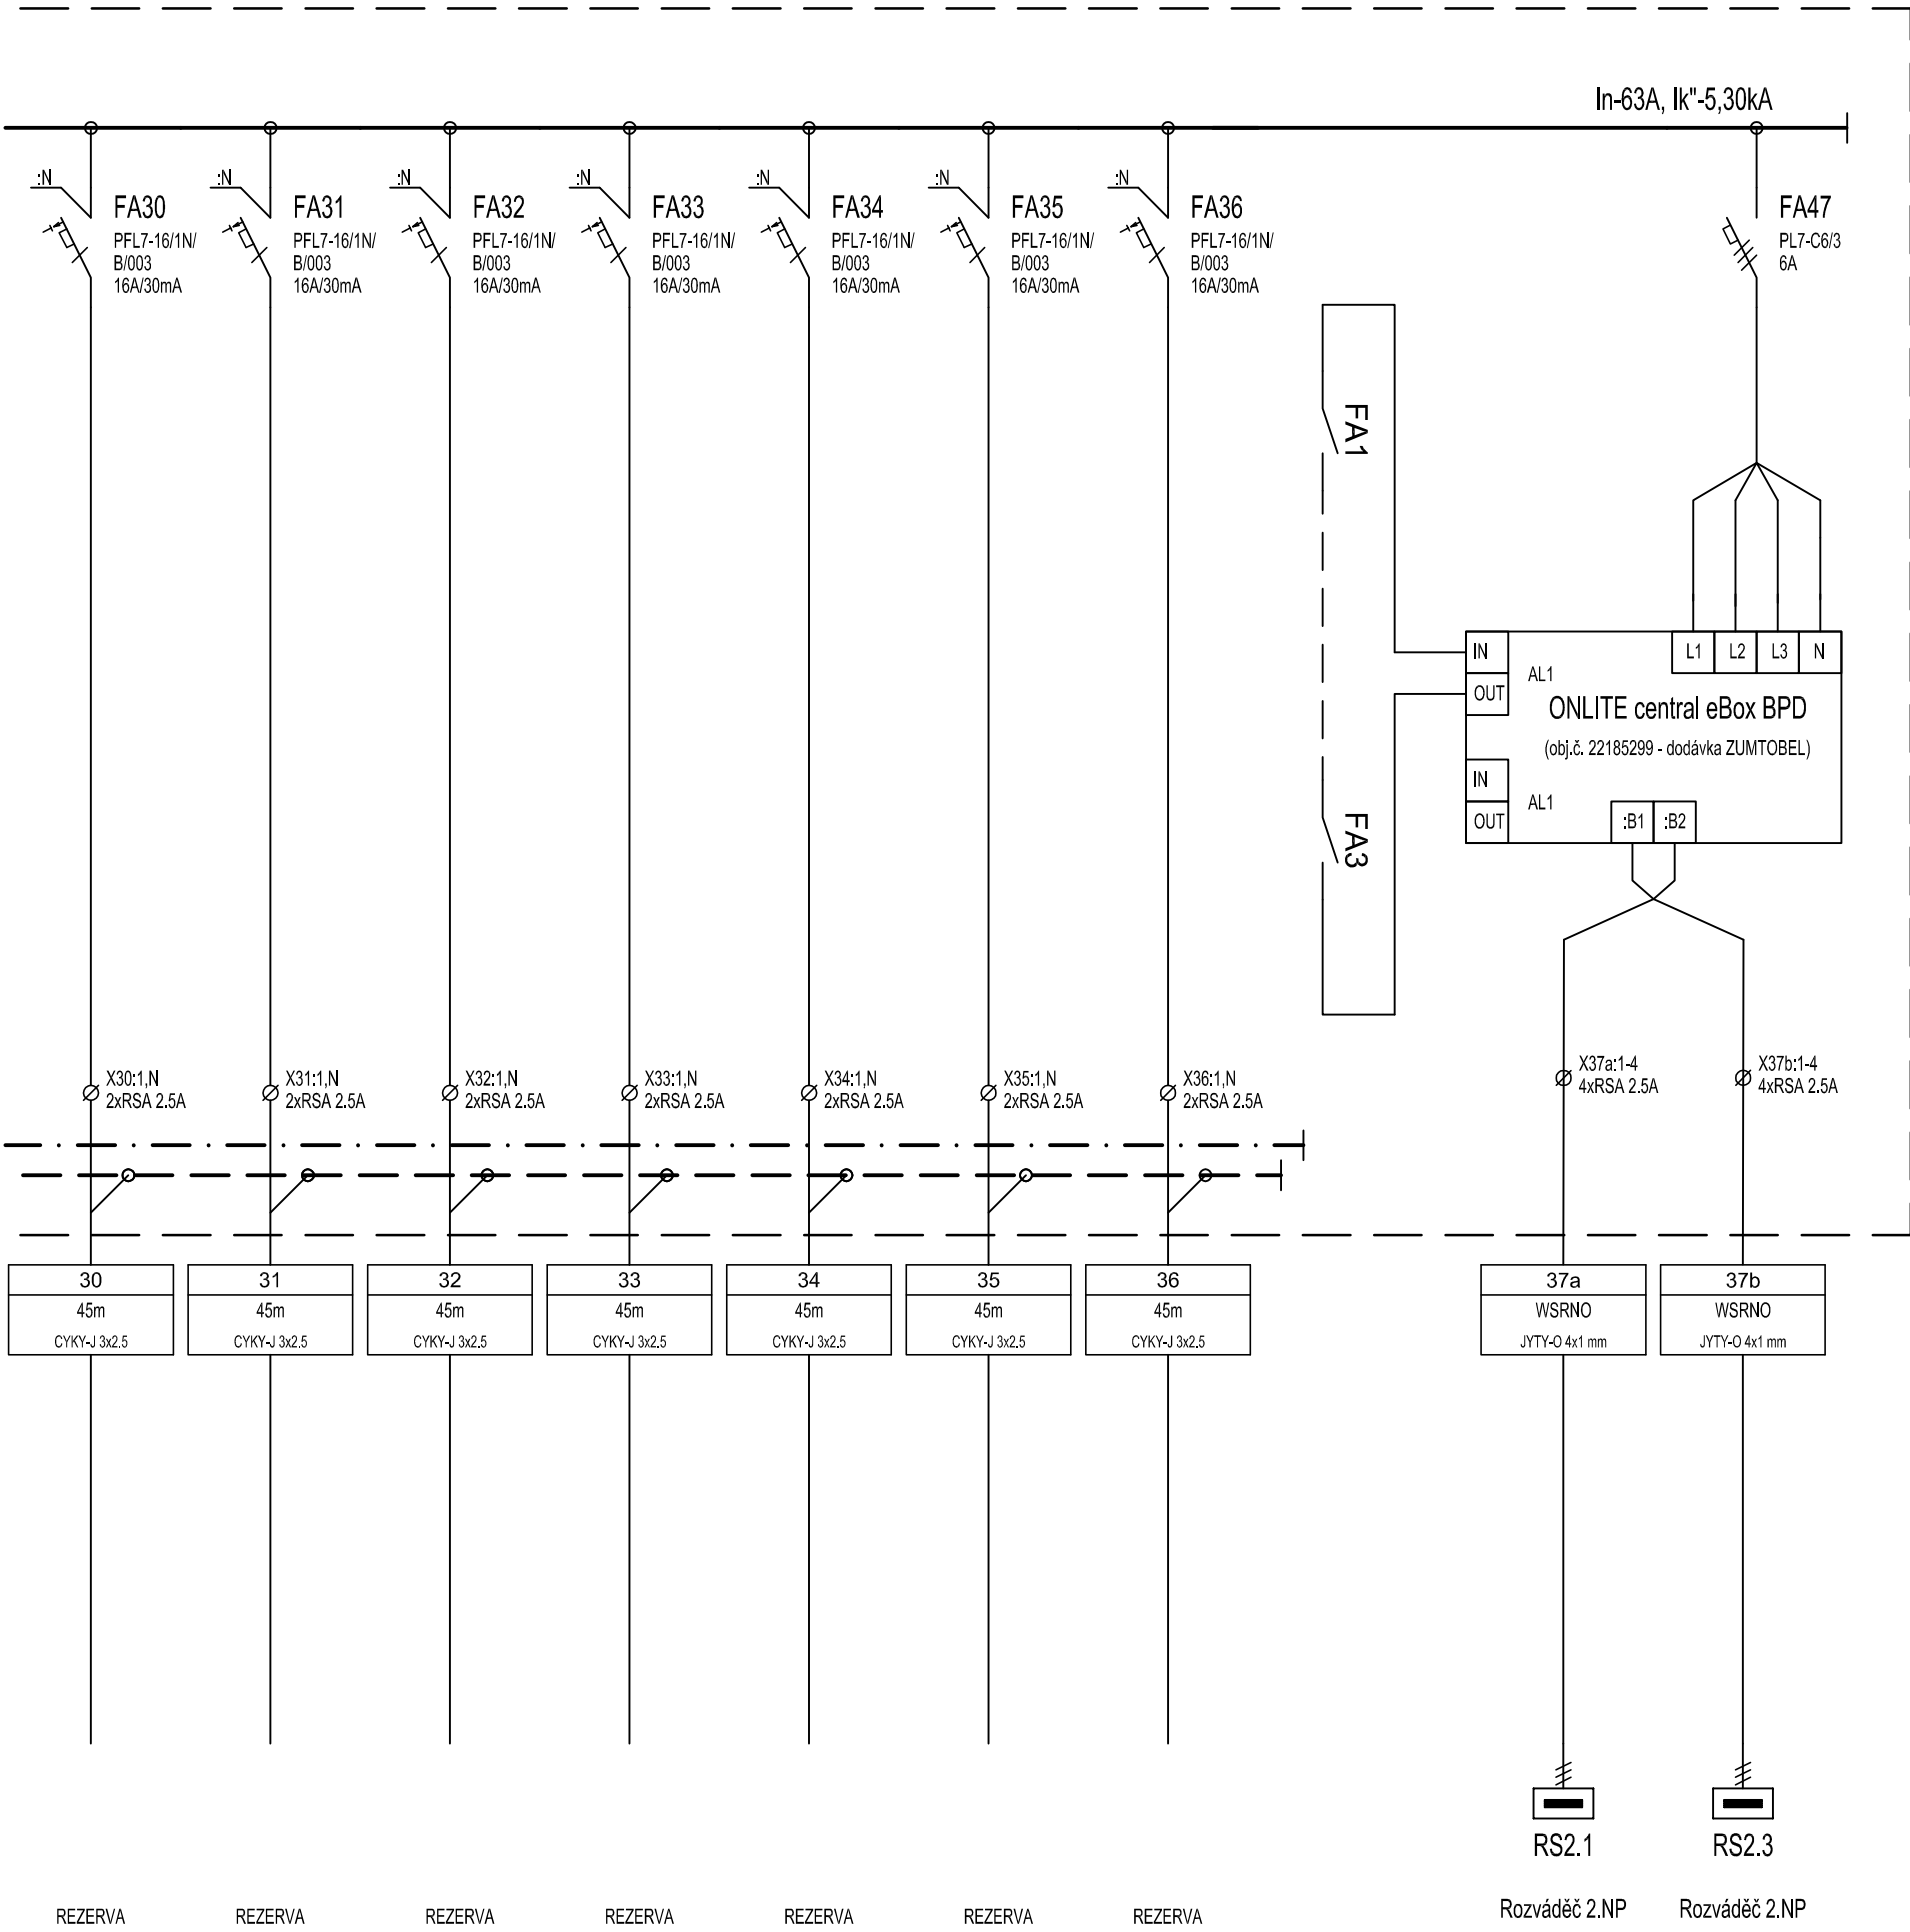 In-63A, Ik"-5,30kA
:N
:N
:N
:N
:N
:N
:N
FA30
PFL7-16/1N/
B/003
16A/30mA
FA31
PFL7-16/1N/
B/003
16A/30mA
FA32
PFL7-16/1N/
B/003
16A/30mA
FA33
PFL7-16/1N/
B/003
16A/30mA
FA34
PFL7-16/1N/
B/003
16A/30mA
FA35
PFL7-16/1N/
B/003
16A/30mA
FA36
PFL7-16/1N/
B/003
16A/30mA
FA47
PL7-C6/3
6A
FA1
FA3
IN
OUT
AL1
L1
L2
L3
N
ONLITE central eBox BPD
(obj.č. 22185299 - dodávka ZUMTOBEL)
IN
OUT
AL1
:B1
:B2
X30:1,N
2xRSA 2.5A
X31:1,N
2xRSA 2.5A
X32:1,N
2xRSA 2.5A
X33:1,N
2xRSA 2.5A
X34:1,N
2xRSA 2.5A
X35:1,N
2xRSA 2.5A
X36:1,N
2xRSA 2.5A
X37a:1-4
4xRSA 2.5A
X37b:1-4
4xRSA 2.5A
30
45m
CYKY-J 3x2.5
31
45m
CYKY-J 3x2.5
32
45m
CYKY-J 3x2.5
33
45m
CYKY-J 3x2.5
34
45m
CYKY-J 3x2.5
35
45m
CYKY-J 3x2.5
36
45m
CYKY-J 3x2.5
37a
WSRNO
JYTY-O 4x1 mm
37b
WSRNO
JYTY-O 4x1 mm
RS2.1
RS2.3
REZERVA
REZERVA
REZERVA
REZERVA
REZERVA
REZERVA
REZERVA
Rozváděč 2.NP
Rozváděč 2.NP